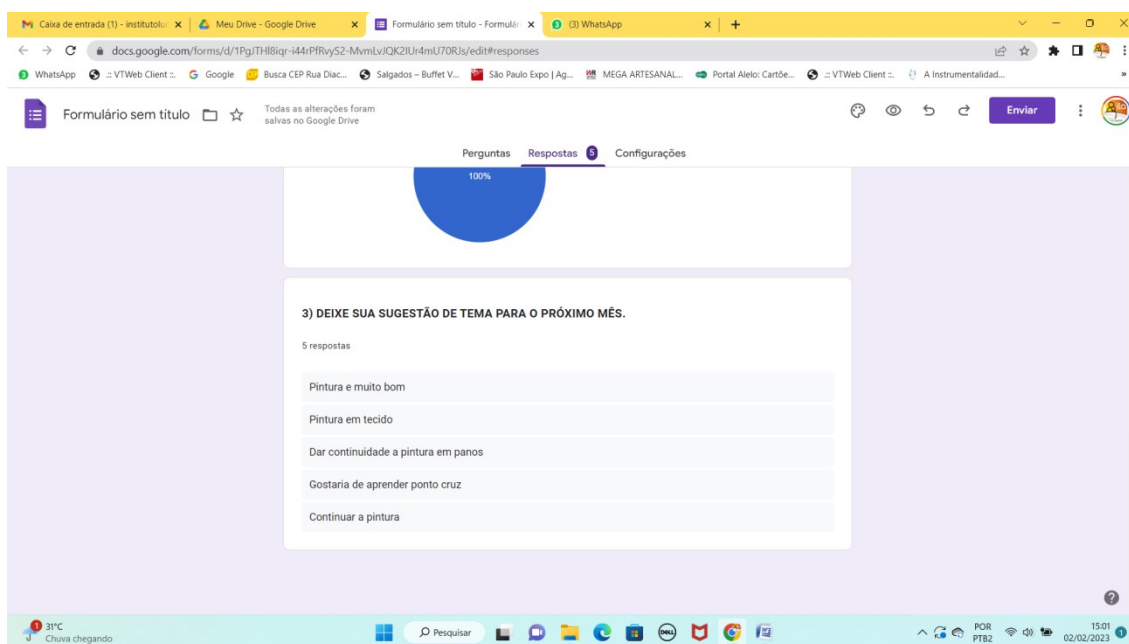 Caixa de entrada (1) - institutolu
Meu Drive - Google Drive
Formulário sem título - Formulár
(3) WhatsApp
docs.google.com/forms/d/1PgJTHl8iqr-i44rPfRvyS2-MvmLvJQK2IUr4mU70RJs/edit#responses
WhatsApp
.:: VTWeb Client ::.
Google
Busca CEP Rua Diac...
Salgados – Buffet V...
São Paulo Expo | Ag...
MEGA ARTESANAL...
Portal Alelo: Cartõe...
.:: VTWeb Client ::.
A Instrumentalidad...
Formulário sem título
Todas as alterações foram
salvas no Google Drive
Enviar
Perguntas
Respostas 5
Configurações
100%
3) DEIXE SUA SUGESTÃO DE TEMA PARA O PRÓXIMO MÊS.
5 respostas
Pintura e muito bom
Pintura em tecido
Dar continuidade a pintura em panos
Gostaria de aprender ponto cruz
Continuar a pintura
1
31°C
Chuva chegando
Pesquisar
DELL
POR
PTB2
15:01
02/02/2023
1